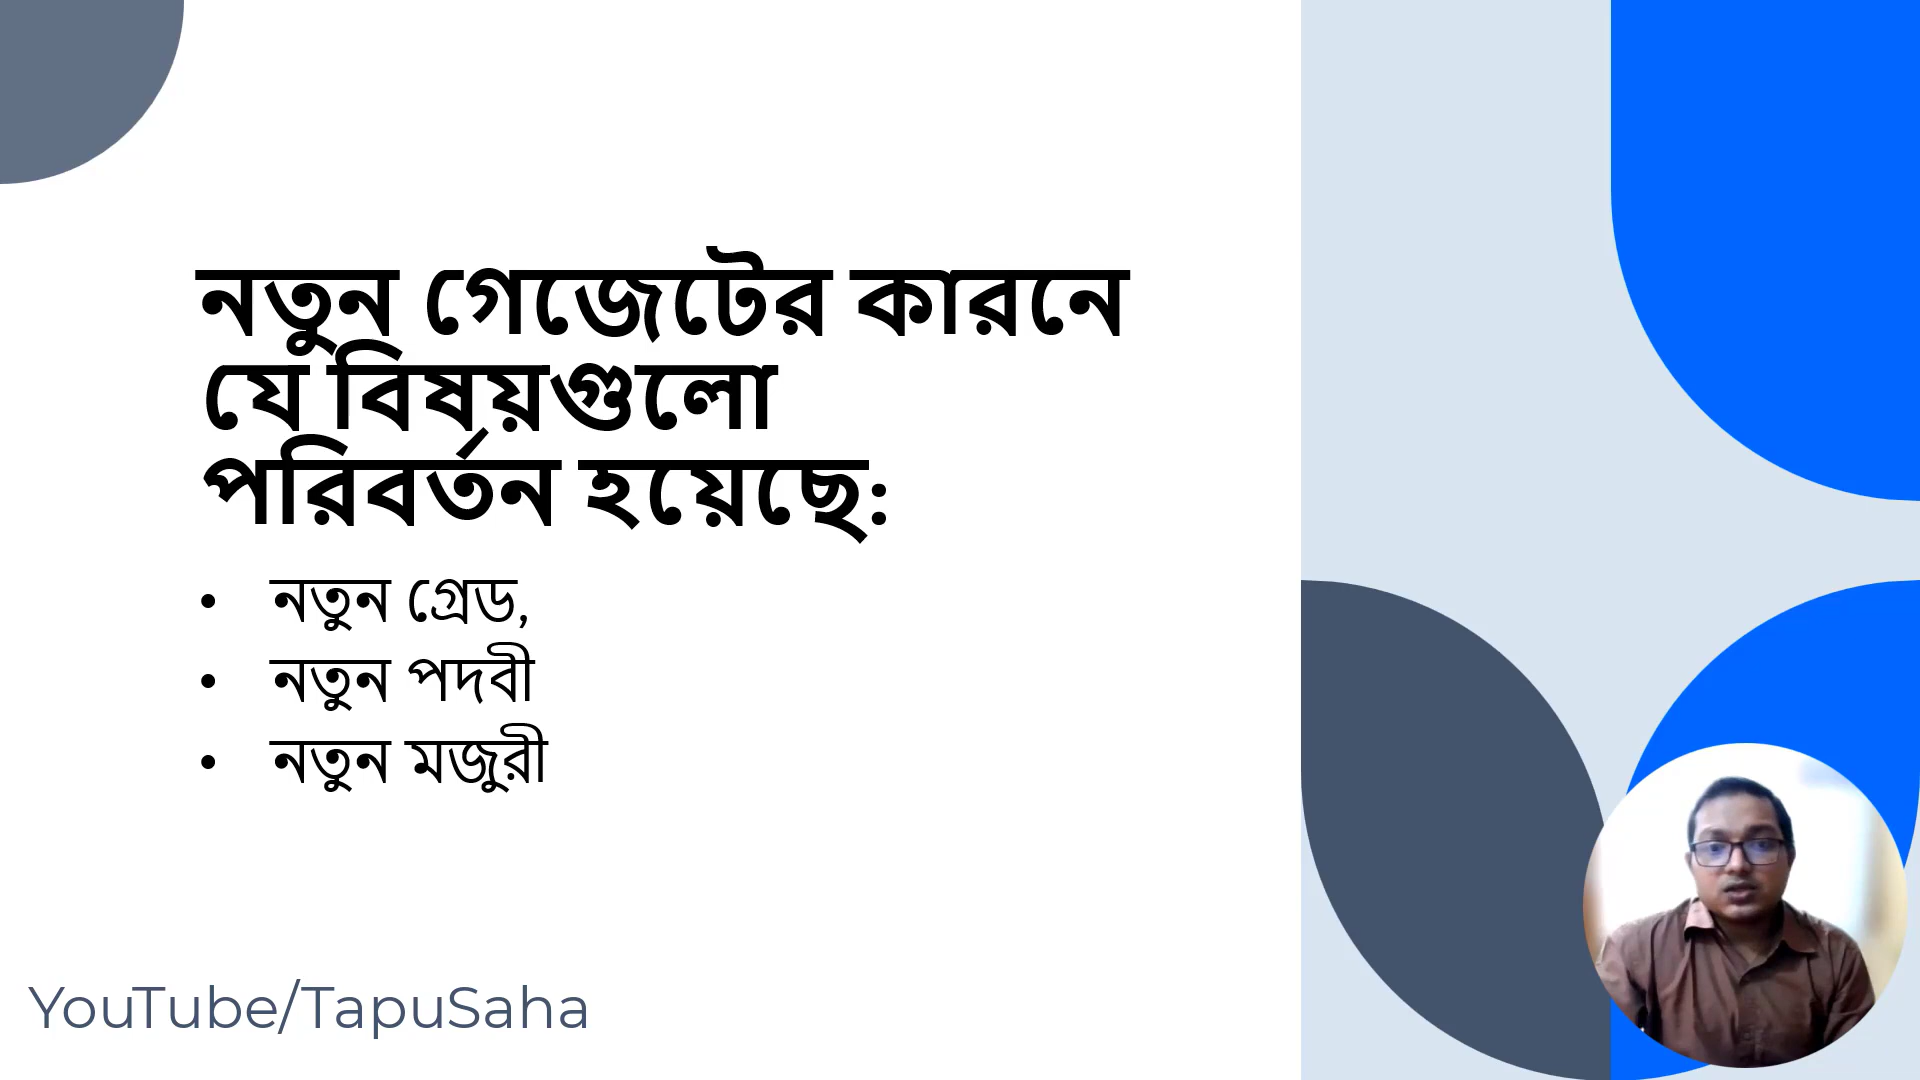 নতুন গেজেটের কারনে
যে বিষয়গুলো
পরিবর্তন হয়েছে:
• নতুন গ্রেড,
• নতুন পদবী
• নতুন মজুরী
YouTube/TapuSaha